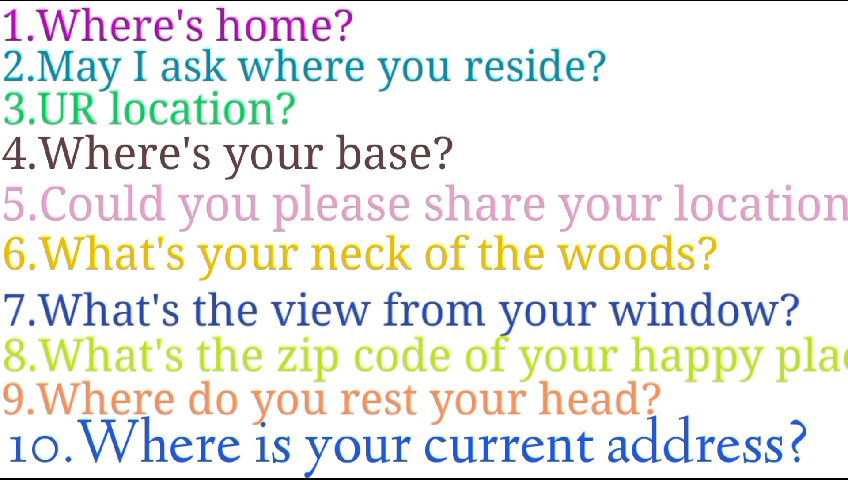 1.Where's home?
2.May I ask where you reside?
3.UR location?
4.Where's your base?
5.Could you please share your location
6.What's your neck of the woods?
7.What's the view from your window?
8.What's the zip code of your happy plac
9.Where do you rest your head?
10.Where is your current address?